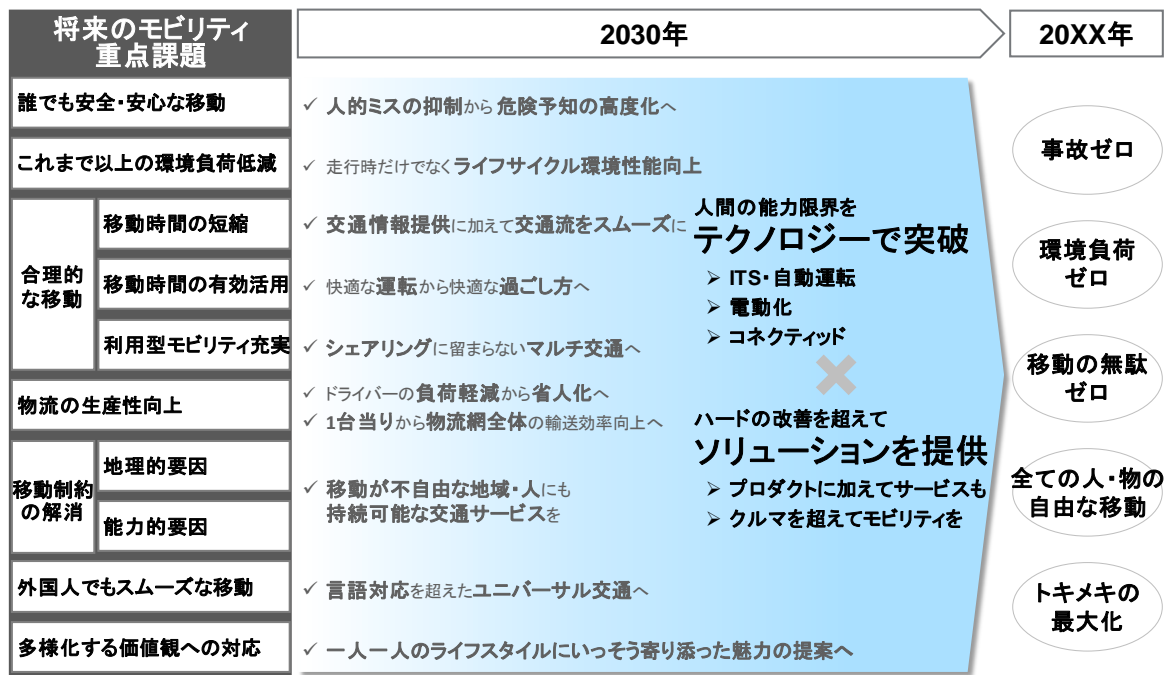 将来のモビリティ
重点課題
2030年
20XX年
誰でも安全・安心な移動
✓ 人的ミスの抑制から 危険予知の高度化へ
これまで以上の環境負荷低減
✓ 走行時だけでなくライフサイクル環境性能向上
合理的
な移動
移動時間の短縮
✓ 交通情報提供に加えて交通流をスムーズに
移動時間の有効活用
✓ 快適な運転から快適な過ごし方へ
利用型モビリティ充実
✓ シェアリングに留まらないマルチ交通へ
物流の生産性向上
✓ ドライバーの負荷軽減から省人化へ
✓ 1台当りから物流網全体の輸送効率向上へ
移動制約
の解消
地理的要因
能力的要因
✓ 移動が不自由な地域・人にも
持続可能な交通サービスを
外国人でもスムーズな移動
✓ 言語対応を超えたユニバーサル交通へ
多様化する価値観への対応
✓ 一人一人のライフスタイルにいっそう寄り添った魅力の提案へ
人間の能力限界を
テクノロジーで突破
➢ ITS・自動運転
➢ 電動化
➢ コネクティッド
✖
ハードの改善を超えて
ソリューションを提供
➢ プロダクトに加えてサービスも
➢ クルマを超えてモビリティを
事故ゼロ
環境負荷
ゼロ
移動の無駄
ゼロ
全ての人・物の
自由な移動
トキメキの
最大化